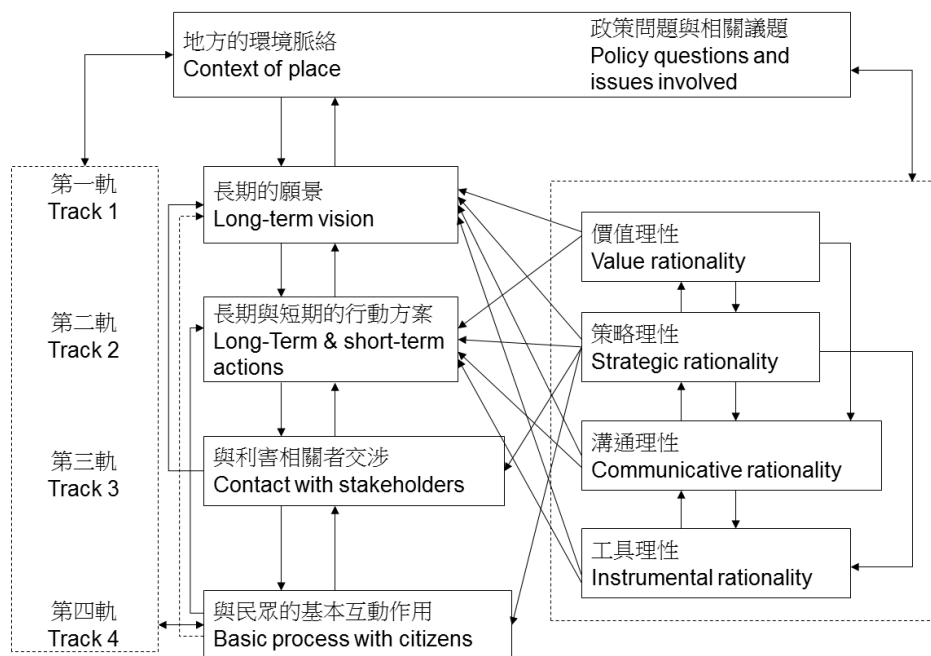 地方的環境脈絡
Context of place
政策問題與相關議題
Policy questions and
issues involved
第一軌
Track 1
長期的願景
Long-term vision
價值理性
Value rationality
第二軌
Track 2
長期與短期的行動方案
Long-Term & short-term
actions
策略理性
Strategic rationality
第三軌
Track 3
與利害相關者交涉
Contact with stakeholders
溝通理性
Communicative rationality
工具理性
Instrumental rationality
第四軌
Track 4
與民眾的基本互動作用
Basic process with citizens